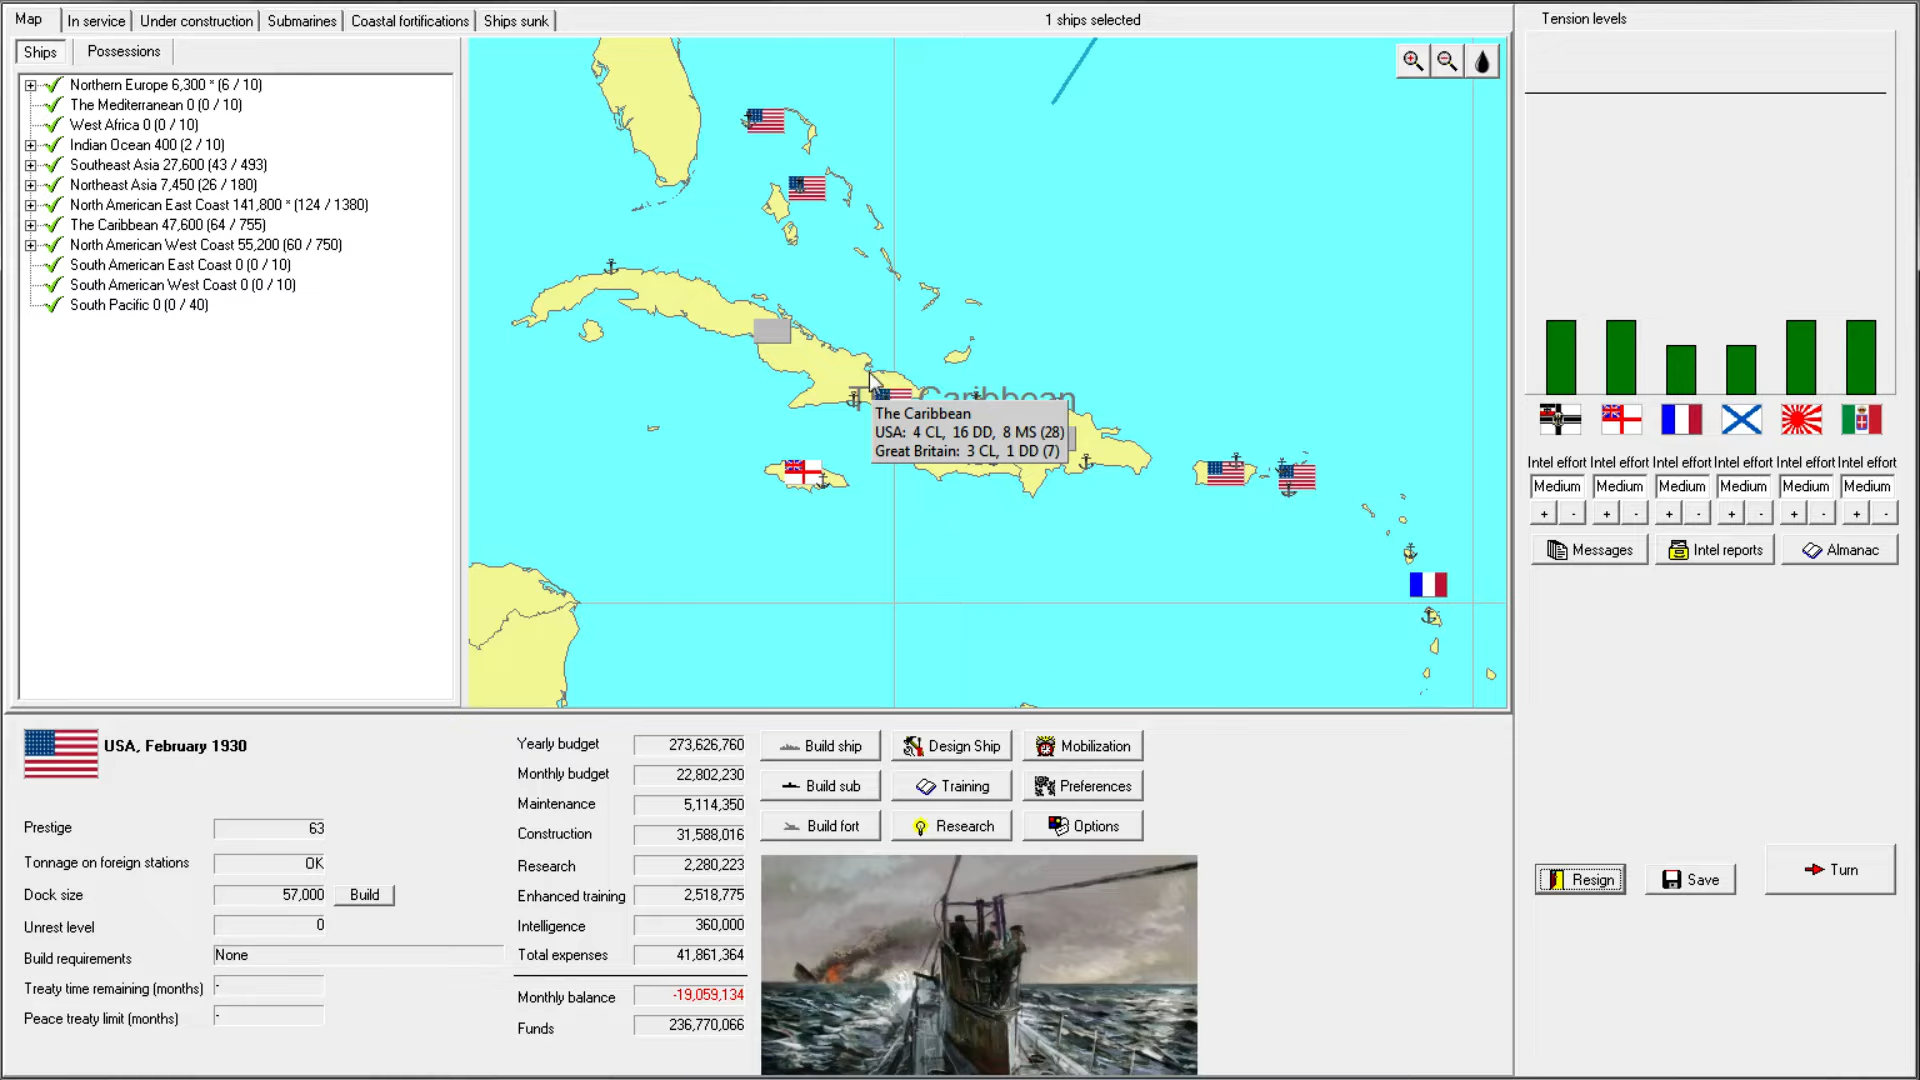 Map
In service
Under construction
Submarines
Coastal fortifications
Ships sunk
1 ships selected
Tension levels
Ships
Possessions
Northern Europe 6,300 * (6 / 10)
The Mediterranean 0 (0 / 10)
West Africa 0 (0 / 10)
Indian Ocean 400 (2 / 10)
Southeast Asia 27,600 (43 / 493)
Northeast Asia 7,450 (26 / 180)
North American East Coast 141,800 * (124 / 1380)
The Caribbean 47,600 (64 / 755)
North American West Coast 55,200 (60 / 750)
South American East Coast 0 (0 / 10)
South American West Coast 0 (0 / 10)
South Pacific 0 (0 / 40)
The Caribbean
The Caribbean
USA: 4 CL, 16 DD, 8 MS (28)
Great Britain: 3 CL, 1 DD (7)
Intel effort Intel effort Intel effort Intel effort Intel effort Intel effort
Medium Medium Medium Medium Medium Medium
+ - + - + - + - + - + -
Messages
Intel reports
Almanac
USA, February 1930
Prestige 63
Tonnage on foreign stations OK
Dock size 57,000 Build
Unrest level 0
Build requirements None
Treaty time remaining (months) -
Peace treaty limit (months) -
Yearly budget 273,626,760
Monthly budget 22,802,230
Maintenance 5,114,350
Construction 31,588,016
Research 2,280,223
Enhanced training 2,518,775
Intelligence 360,000
Total expenses 41,861,364
Monthly balance -19,059,134
Funds 236,770,066
Build ship
Design Ship
Mobilization
Build sub
Training
Preferences
Build fort
Research
Options
Resign
Save
Turn